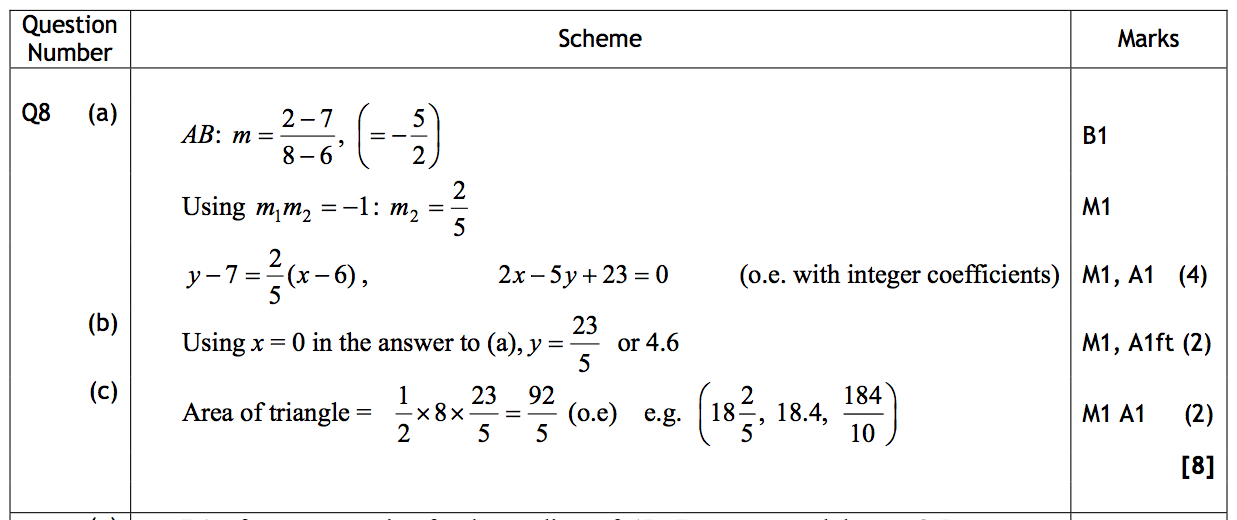 Question Number Scheme Marks
Q8 (a) AB: m = \frac{2-7}{8-6}, \left(= -\frac{5}{2}\right) B1
Using m_1m_2 = -1: m_2 = \frac{2}{5} M1
y - 7 = \frac{2}{5}(x - 6), 2x - 5y + 23 = 0 (o.e. with integer coefficients) M1, A1 (4)
(b) Using x = 0 in the answer to (a), y = \frac{23}{5} or 4.6 M1, A1ft (2)
(c) Area of triangle = \frac{1}{2} × 8 × \frac{23}{5} = \frac{92}{5} (o.e) e.g. \left(18\frac{2}{5}, 18.4, \frac{184}{10}\right) M1 A1 (2)
[8]